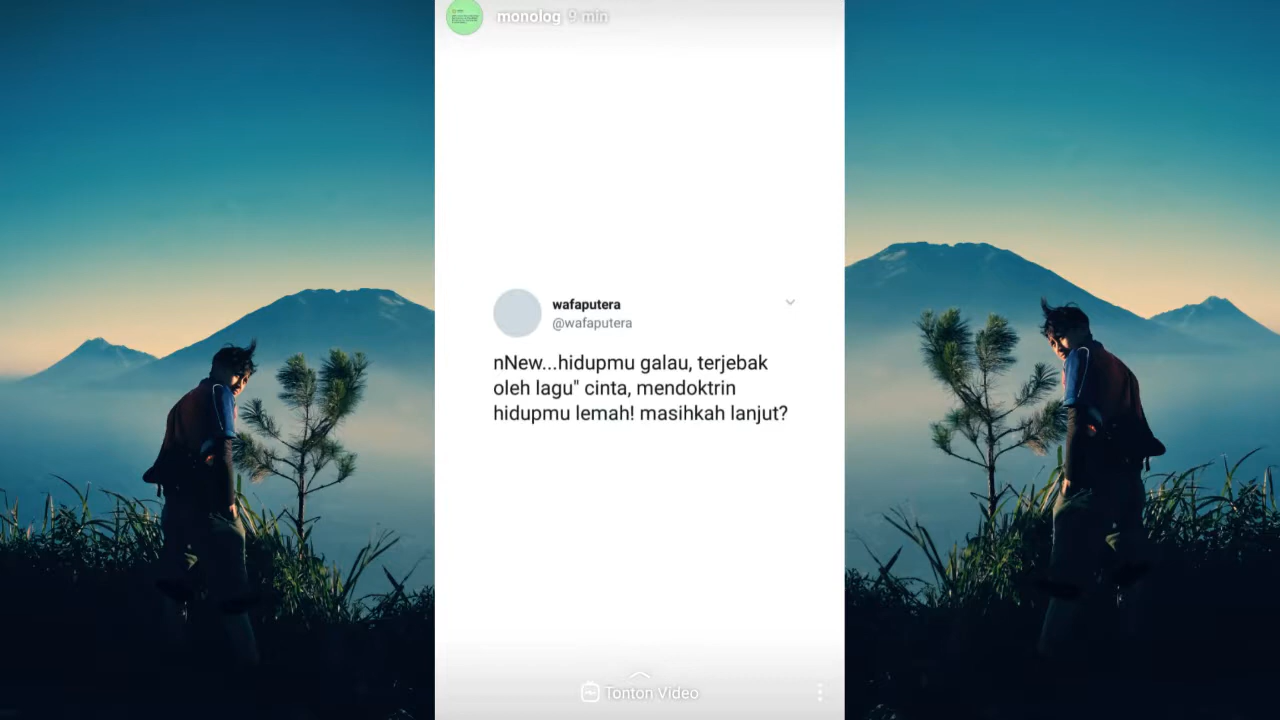 monolog 9 min
wafaputera
@wafaputera
nNew...hidupmu galau, terjebak
oleh lagu" cinta, mendoktrin
hidupmu lemah! masihkah lanjut?
Tonton Video